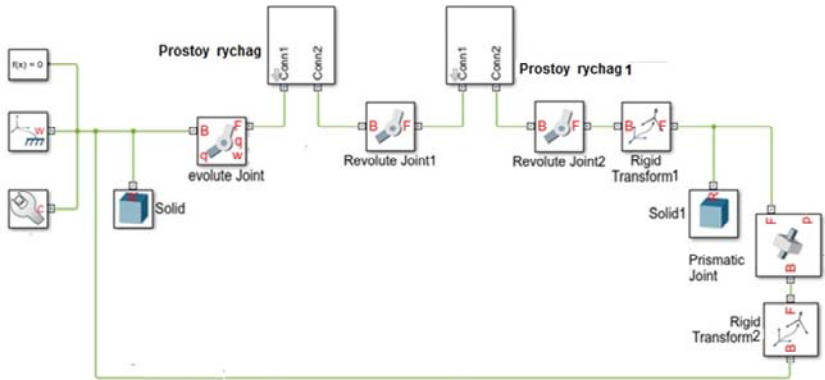 Prostoy rychag
Conn1
Conn2
Prostoy rychag 1
Conn1
Conn2
f(x) = 0
W
C
B F
q q
w
evolute Joint
R
Solid
B F
Revolute Joint1
B F
Revolute Joint2
B F
Rigid
Transform1
R
Solid1
F p
B
Prismatic
Joint
F
B
Rigid
Transform2